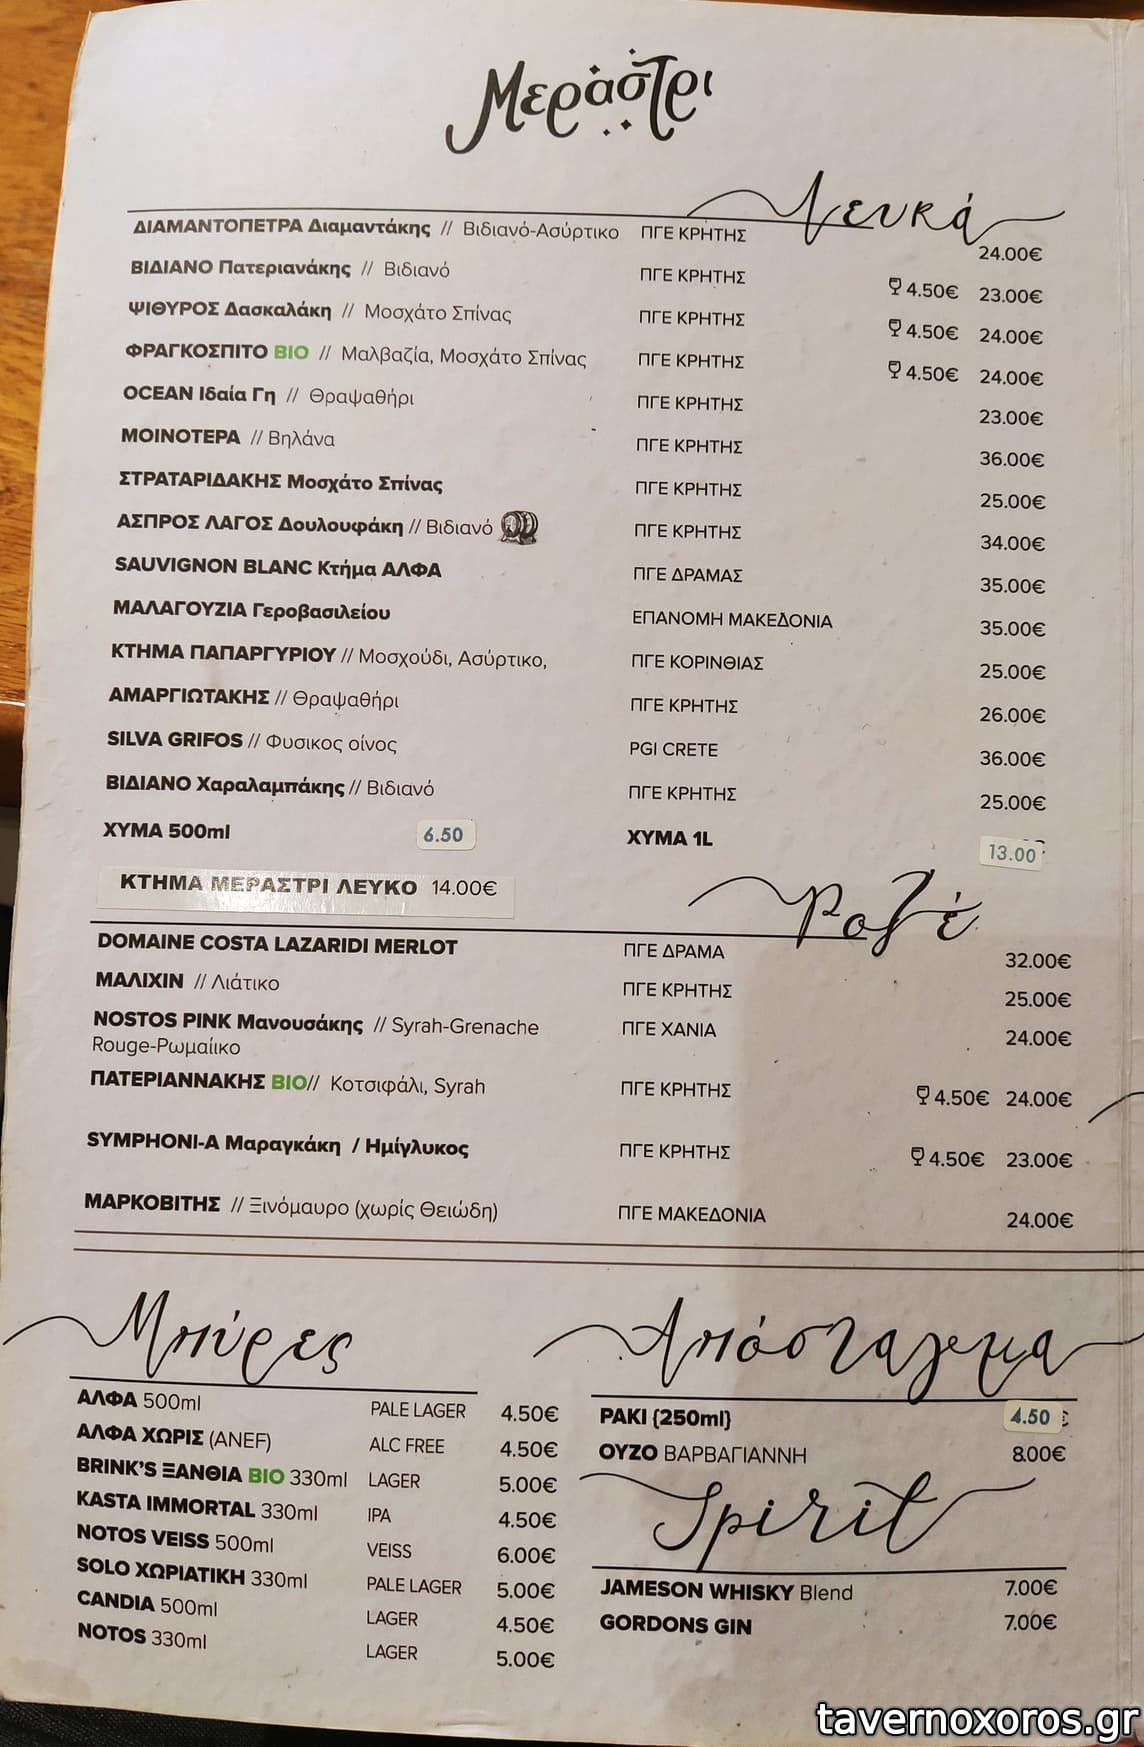 Μεράστρι
Λευκά
ΔΙΑΜΑΝΤΟΠΕΤΡΑ Διαμαντάκης // Βιδιανό-Ασύρτικο ΠΓΕ ΚΡΗΤΗΣ 24.00€
ΒΙΔΙΑΝΟ Πατεριανάκης // Βιδιανό ΠΓΕ ΚΡΗΤΗΣ 4.50€ 23.00€
ΨΙΘΥΡΟΣ Δασκαλάκη // Μοσχάτο Σπίνας ΠΓΕ ΚΡΗΤΗΣ 4.50€ 24.00€
ΦΡΑΓΚΟΣΠΙΤΟ BIO // Μαλβαζία, Μοσχάτο Σπίνας ΠΓΕ ΚΡΗΤΗΣ 4.50€ 24.00€
OCEAN Ιδαία Γη // Θραψαθήρι ΠΓΕ ΚΡΗΤΗΣ 23.00€
ΜΟΙΝΟΤΕΡΑ // Βηλάνα ΠΓΕ ΚΡΗΤΗΣ 36.00€
ΣΤΡΑΤΑΡΙΔΑΚΗΣ Μοσχάτο Σπίνας ΠΓΕ ΚΡΗΤΗΣ 25.00€
ΑΣΠΡΟΣ ΛΑΓΟΣ Δουλουφάκη // Βιδιανό ΠΓΕ ΚΡΗΤΗΣ 34.00€
SAUVIGNON BLANC Κτήμα ΑΛΦΑ ΠΓΕ ΔΡΑΜΑΣ 35.00€
ΜΑΛΑΓΟΥΖΙΑ Γεροβασιλείου ΕΠΑΝΟΜΗ ΜΑΚΕΔΟΝΙΑ 35.00€
ΚΤΗΜΑ ΠΑΠΑΡΓΥΡΙΟΥ // Μοσχούδι, Ασύρτικο, ΠΓΕ ΚΟΡΙΝΘΙΑΣ 25.00€
ΑΜΑΡΓΙΩΤΑΚΗΣ // Θραψαθήρι ΠΓΕ ΚΡΗΤΗΣ 26.00€
SILVA GRIFOS // Φυσικος οίνος PGI CRETE 36.00€
ΒΙΔΙΑΝΟ Χαραλαμπάκης // Βιδιανό ΠΓΕ ΚΡΗΤΗΣ 25.00€
ΧΥΜΑ 500ml 6.50 ΧΥΜΑ 1L 13.00
ΚΤΗΜΑ ΜΕΡΑΣΤΡΙ ΛΕΥΚΟ 14.00€
Ροζέ
DOMAINE COSTA LAZARIDI MERLOT ΠΓΕ ΔΡΑΜΑ 32.00€
ΜΑΛΙΧΙΝ // Λιάτικο ΠΓΕ ΚΡΗΤΗΣ 25.00€
NOSTOS PINK Μανουσάκης // Syrah-Grenache ΠΓΕ ΧΑΝΙΑ 24.00€
Rouge-Ρωμαίικο
ΠΑΤΕΡΙΑΝΝΑΚΗΣ BIO// Κοτσιφάλι, Syrah ΠΓΕ ΚΡΗΤΗΣ 4.50€ 24.00€
SYMPHONI-A Μαραγκάκη / Ημίγλυκος ΠΓΕ ΚΡΗΤΗΣ 4.50€ 23.00€
ΜΑΡΚΟΒΙΤΗΣ // Ξινόμαυρο (χωρίς Θειώδη) ΠΓΕ ΜΑΚΕΔΟΝΙΑ 24.00€
Μπύρες
ΑΛΦΑ 500ml PALE LAGER 4.50€
ΑΛΦΑ ΧΩΡΙΣ (ANEF) ALC FREE 4.50€
BRINK'S ΞΑΝΘΙΑ BIO 330ml LAGER 5.00€
KASTA IMMORTAL 330ml IPA 4.50€
NOTOS VEISS 500ml VEISS 6.00€
SOLO ΧΩΡΙΑΤΙΚΗ 330ml PALE LAGER 5.00€
CANDIA 500ml LAGER 4.50€
NOTOS 330ml LAGER 5.00€
Απόσταγμα
ΡΑΚΙ {250ml} 4.50 €
ΟΥΖΟ ΒΑΡΒΑΓΙΑΝΝΗ 8.00€
Spirit
JAMESON WHISKY Blend 7.00€
GORDONS GIN 7.00€
tavernoxoros.gr